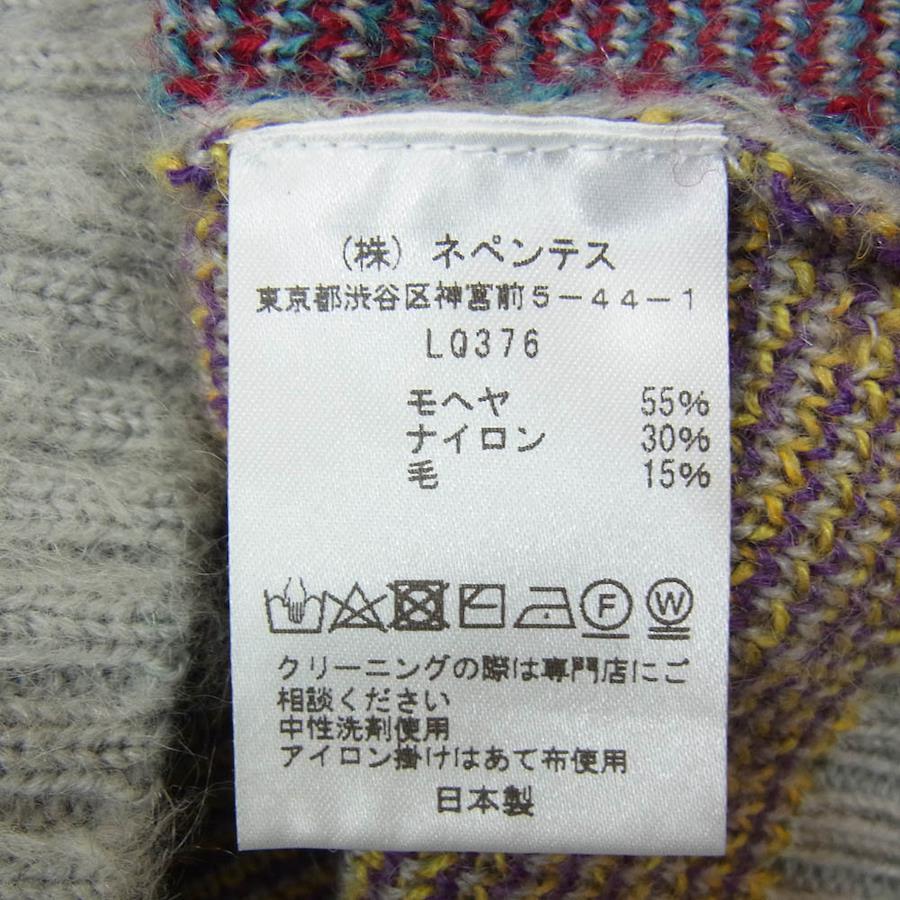 (株) ネペンテス
東京都渋谷区神宮前5-44-1
LQ376
モヘヤ 55%
ナイロン 30%
毛 15%
F W
クリーニングの際は専門店にご
相談ください
中性洗剤使用
アイロン掛けはあて布使用
日本製